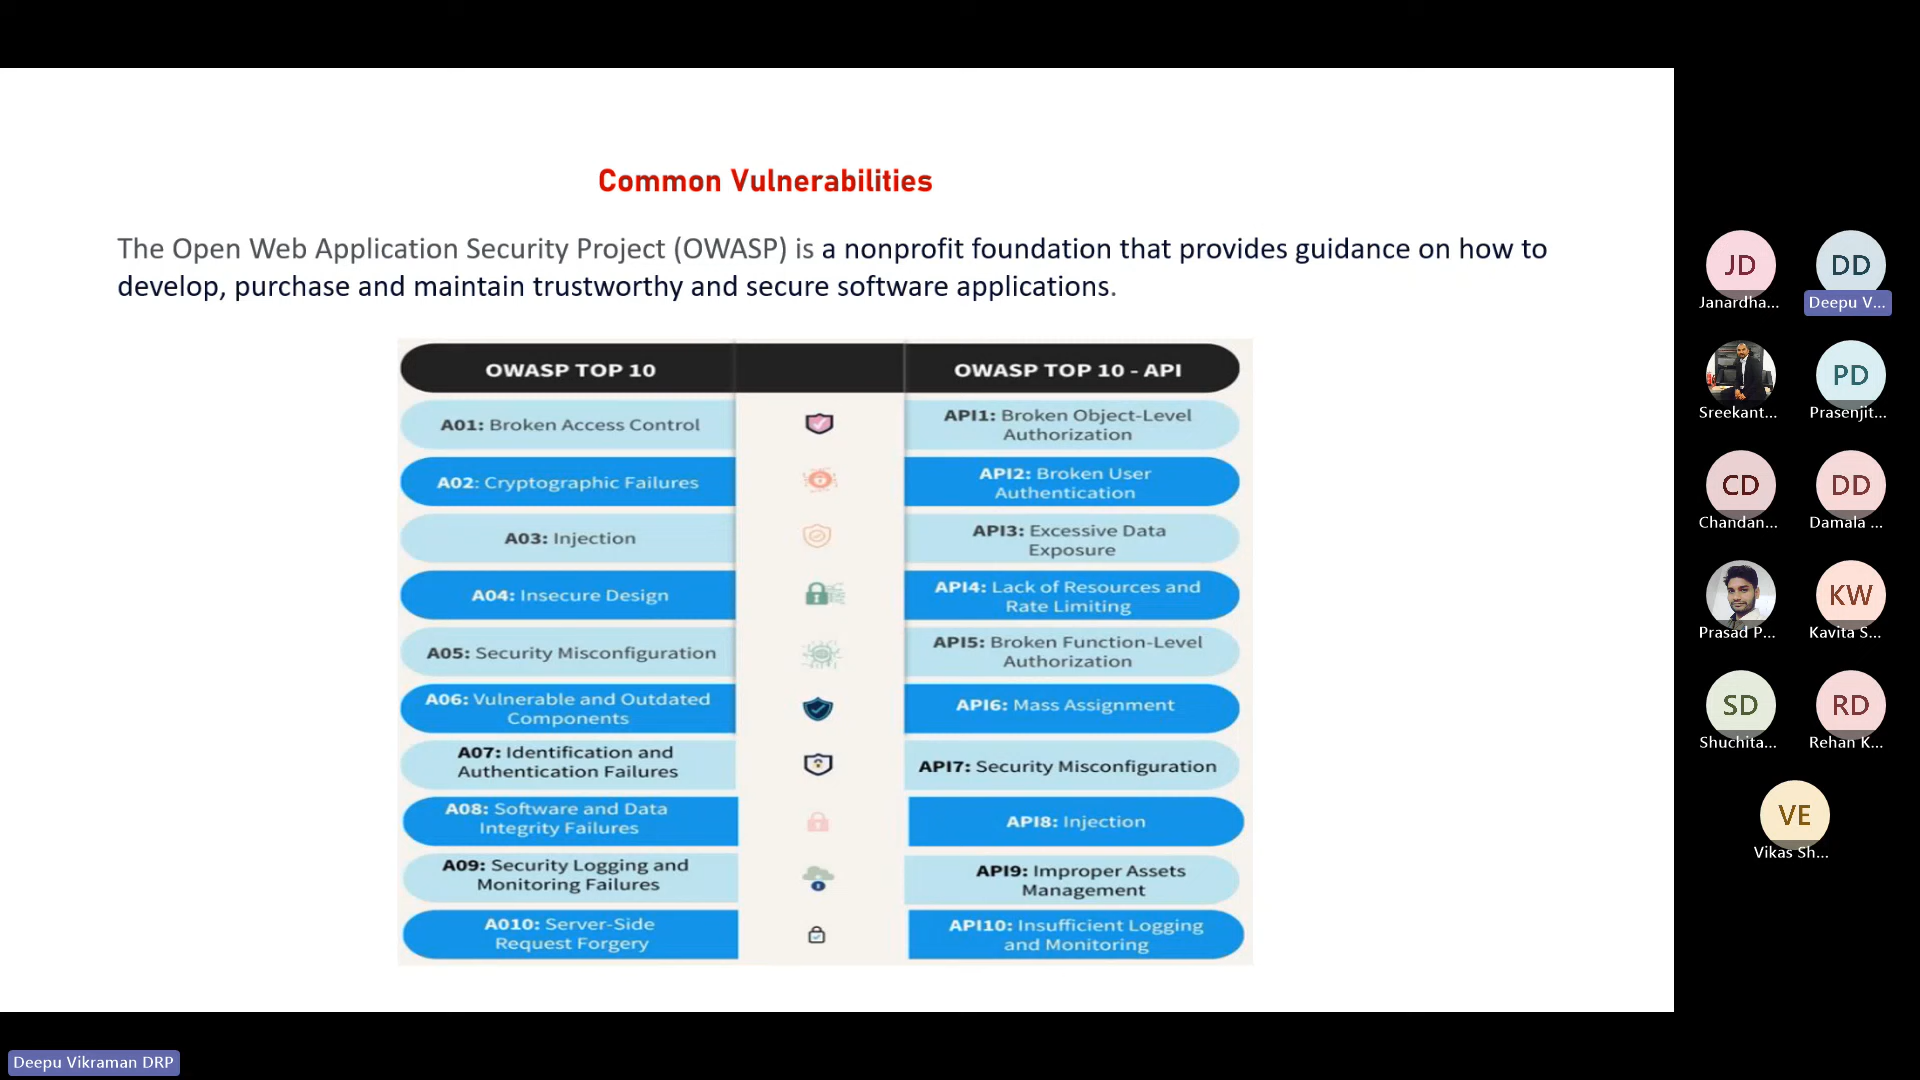 Common Vulnerabilities
The Open Web Application Security Project (OWASP) is a nonprofit foundation that provides guidance on how to
develop, purchase and maintain trustworthy and secure software applications.
OWASP TOP 10
OWASP TOP 10 - API
A01: Broken Access Control
API1: Broken Object-Level
Authorization
A02: Cryptographic Failures
API2: Broken User
Authentication
A03: Injection
API3: Excessive Data
Exposure
A04: Insecure Design
API4: Lack of Resources and
Rate Limiting
A05: Security Misconfiguration
API5: Broken Function-Level
Authorization
A06: Vulnerable and Outdated
Components
API6: Mass Assignment
A07: Identification and
Authentication Failures
API7: Security Misconfiguration
A08: Software and Data
Integrity Failures
API8: Injection
A09: Security Logging and
Monitoring Failures
API9: Improper Assets
Management
A010: Server-Side
Request Forgery
API10: Insufficient Logging
and Monitoring
JD
Janardha...
DD
Deepu V...
Sreekant...
PD
Prasenjit...
CD
Chandan...
DD
Damala ...
Prasad P...
KW
Kavita S...
SD
Shuchita...
RD
Rehan K...
VE
Vikas Sh...
Deepu Vikraman DRP